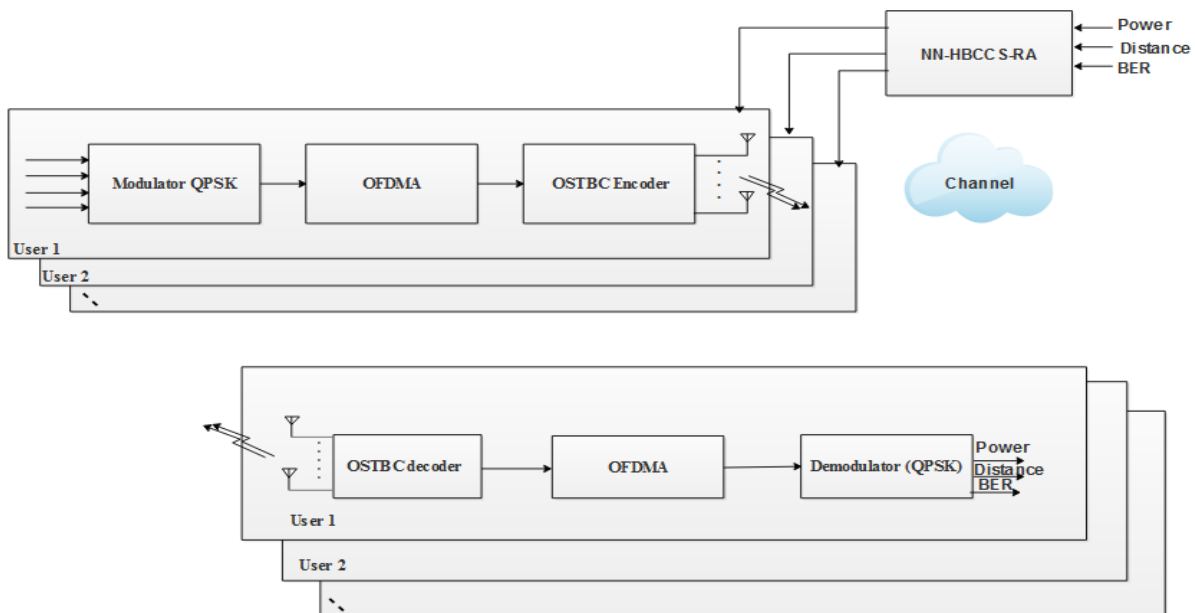 Power
NN-HBCCS-RA
Distance
BER
Modulator QPSK
OFDMA
OSTBC Encoder
Channel
User 1
User 2
OSTBC decoder
OFDMA
Demodulator (QPSK)
Power
Distance
BER
User 1
User 2